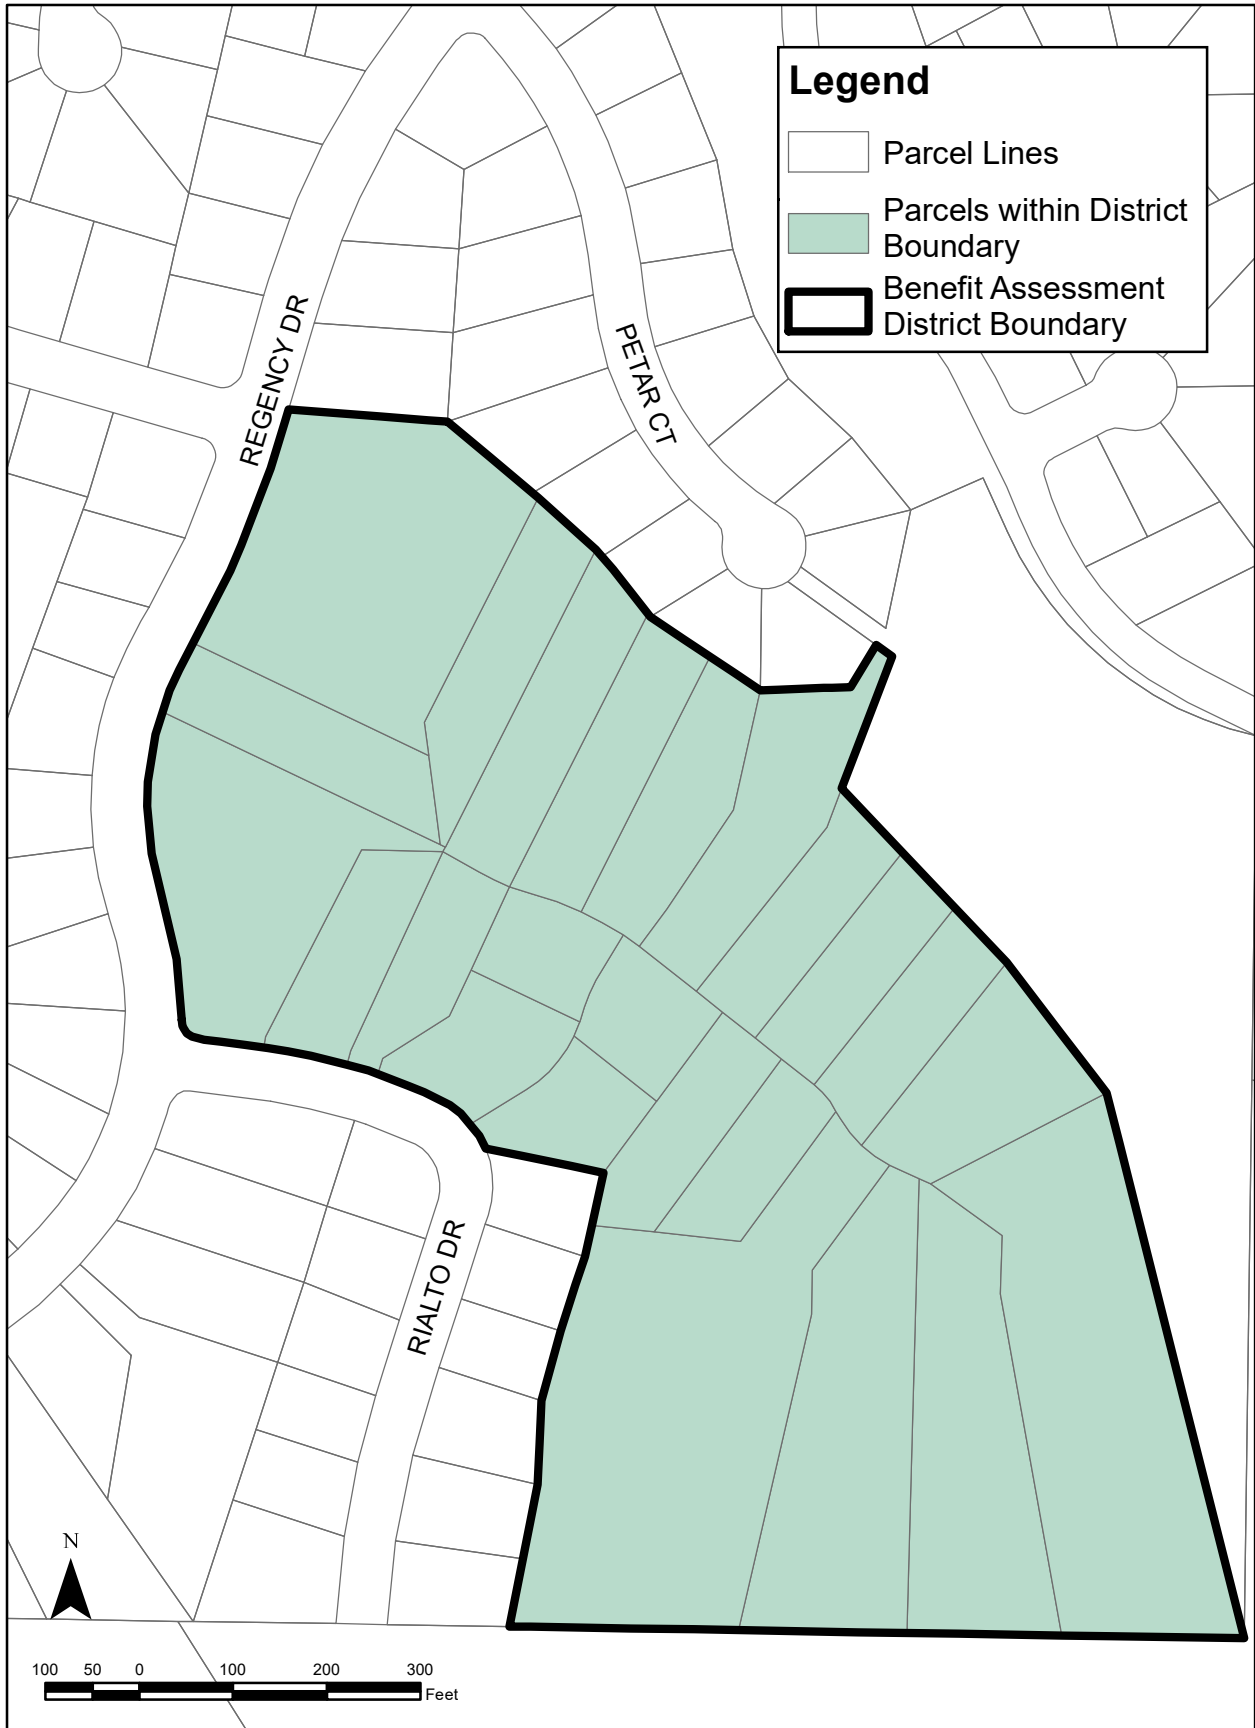 Legend
Parcel Lines
Parcels within District
Boundary
Benefit Assessment
District Boundary
REGENCY DR
PETAR CT
RIALTO DR
N
100 50 0 100 200 300
Feet